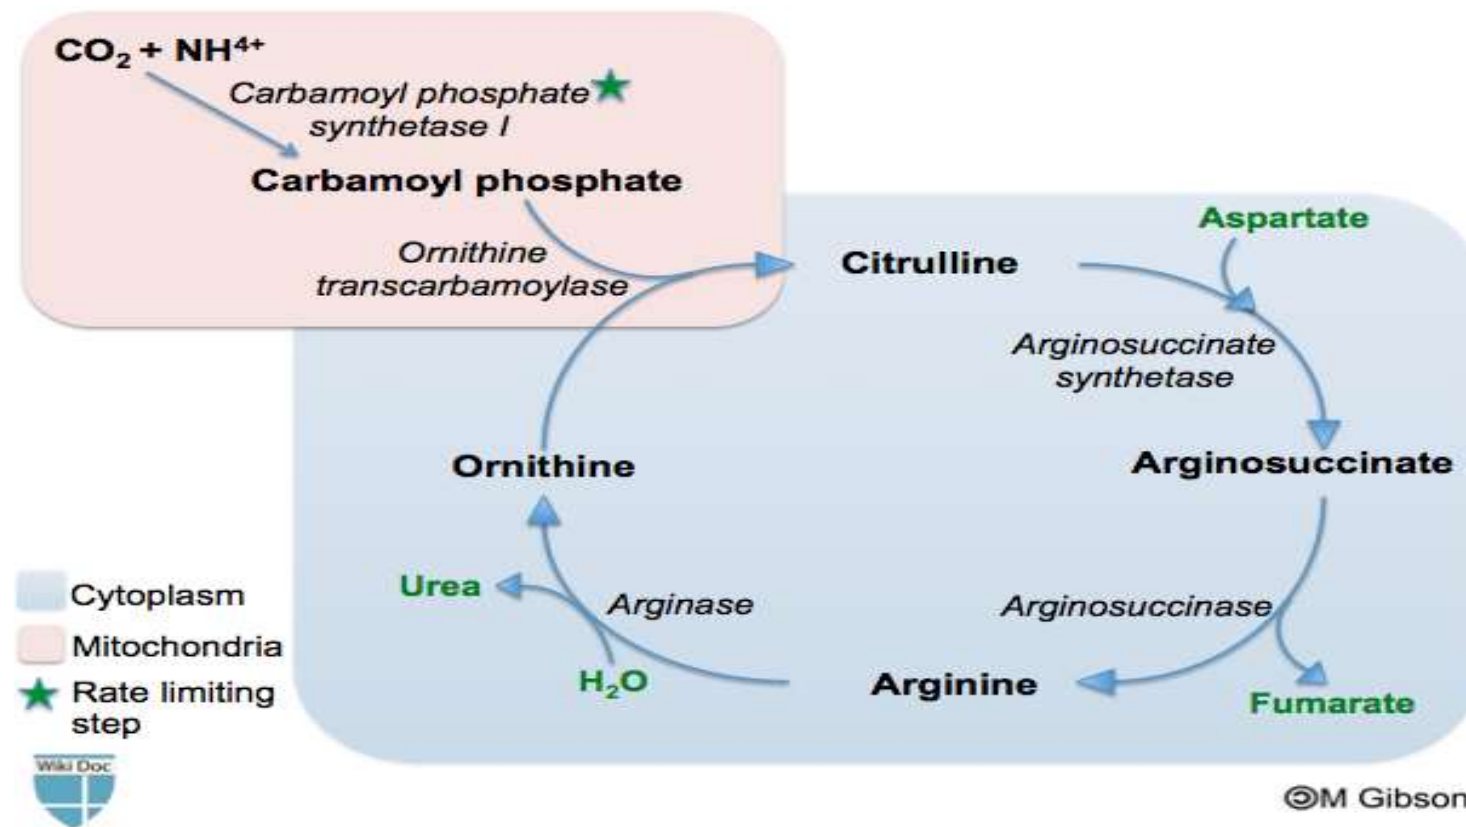 CO₂ + NH⁴⁺
Carbamoyl phosphate
synthetase I
Carbamoyl phosphate
Ornithine
transcarbamoylase
Aspartate
Citrulline
Arginosuccinate
synthetase
Ornithine
Arginosuccinate
Urea
Arginase
Arginosuccinase
H₂O
Arginine
Fumarate
Cytoplasm
Mitochondria
Rate limiting
step
Wiki Doc
🄯M Gibson